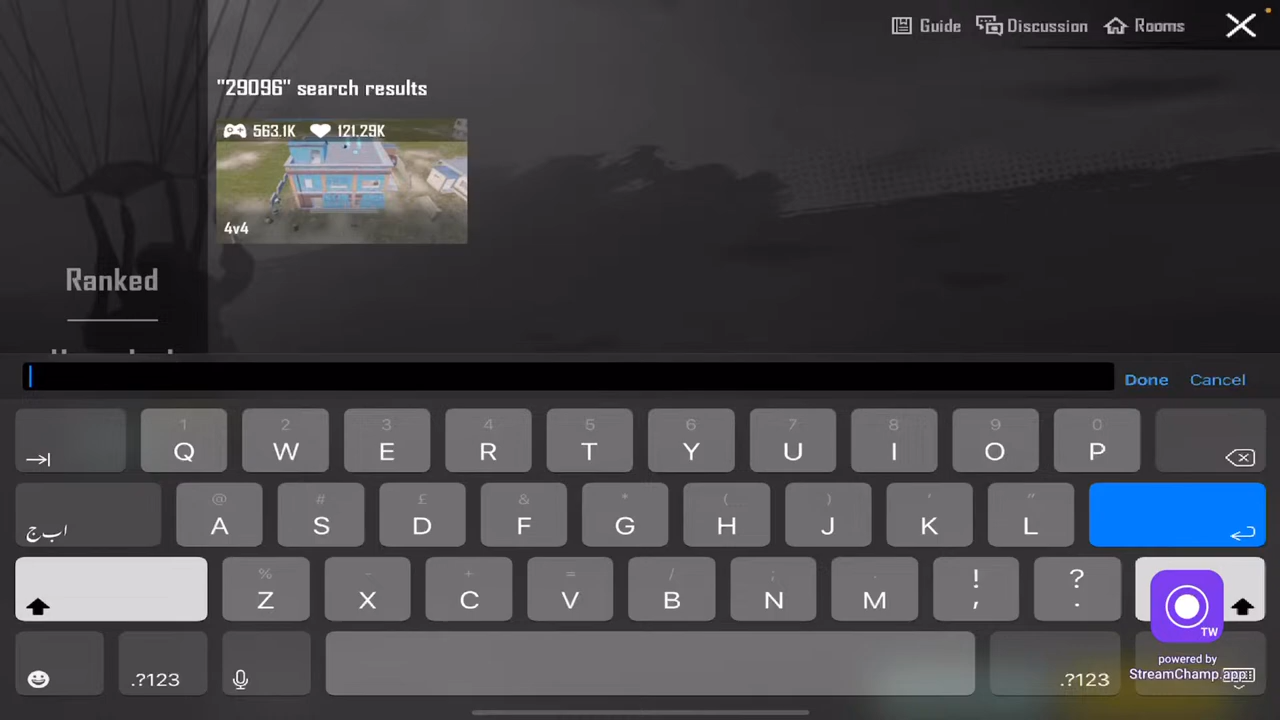 Guide Discussion Rooms
"29096" search results
563.1K 121.29K
4v4
Ranked
Done Cancel
1 2 3 4 5 6 7 8 9 0
Q W E R T Y U I O P
@ # £ & * ( ) ' "
ا ب ج A S D F G H J K L
% - + = / ; , ! ?
Z X C V B N M , .
TW
.?123 .?123
powered by
StreamChamp.app